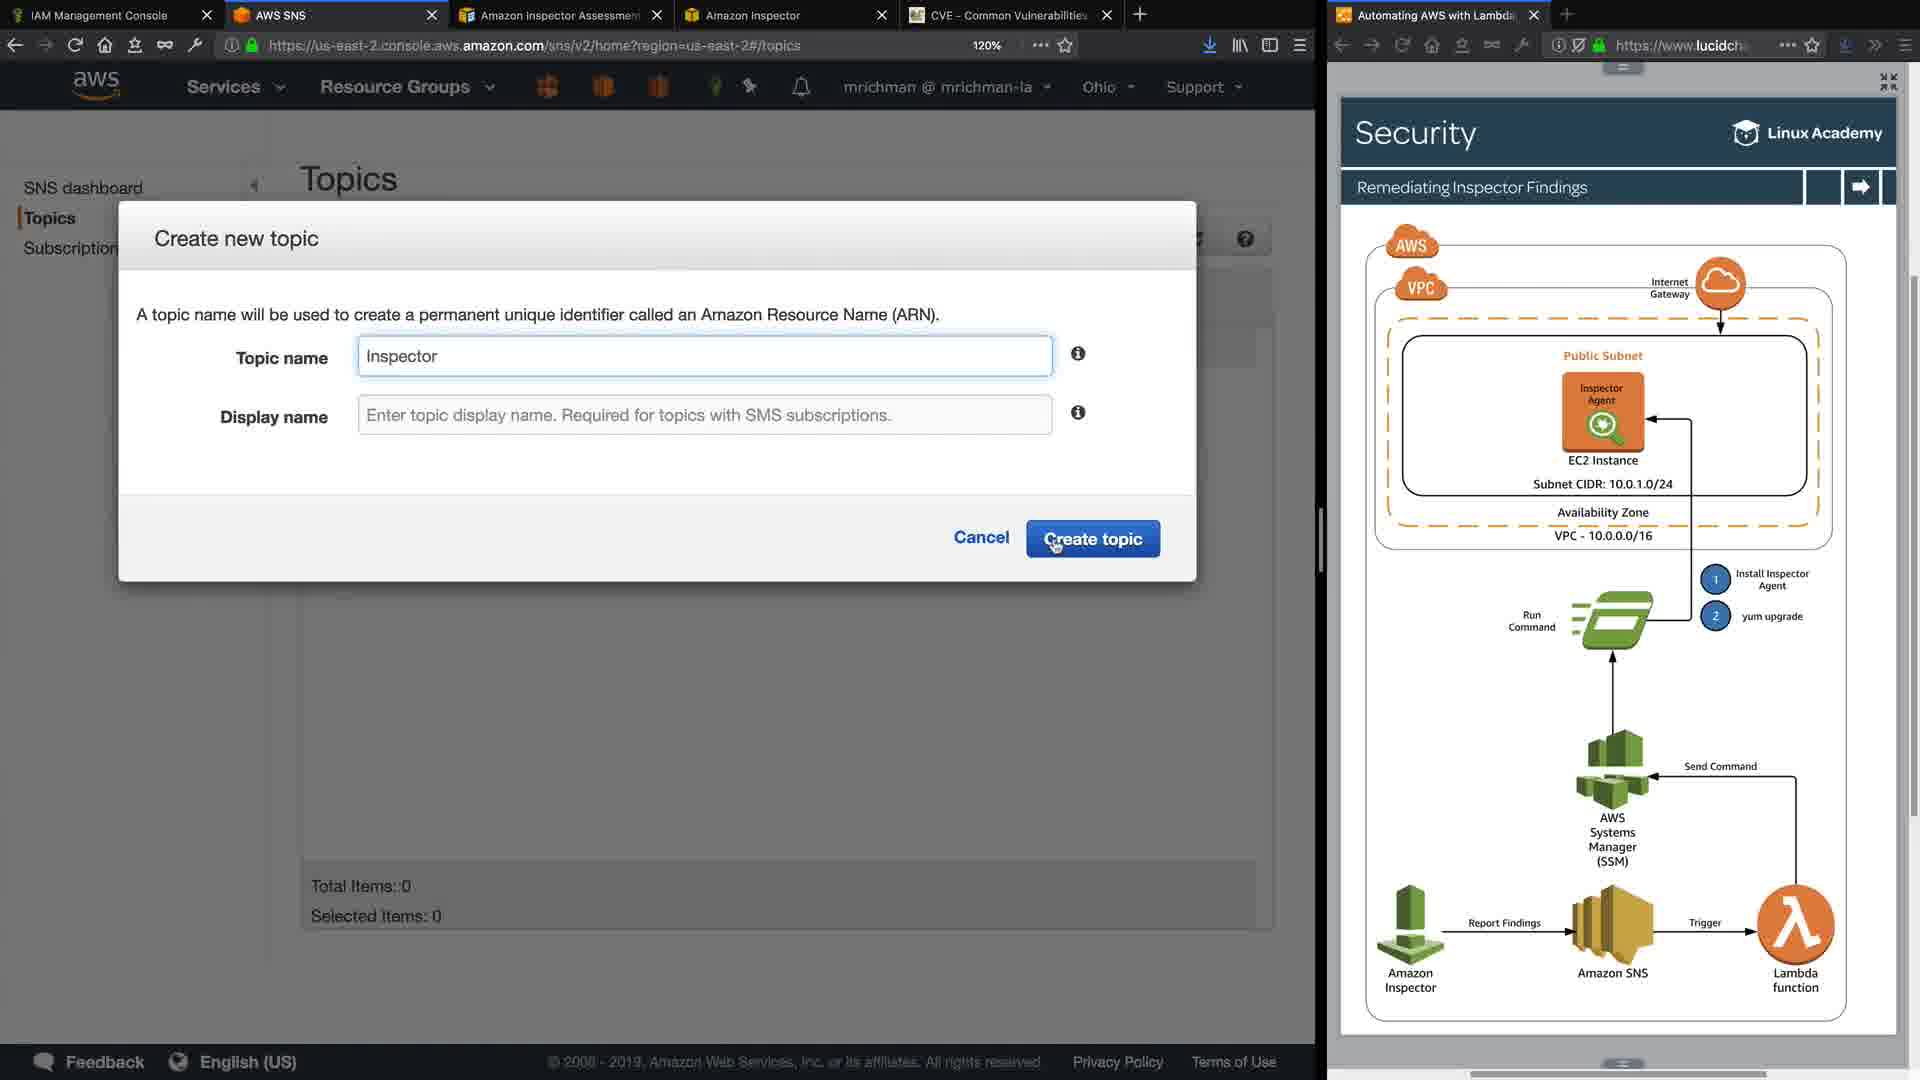 IAM Management Console
AWS SNS
Amazon Inspector Assessmen
Amazon Inspector
CVE - Common Vulnerabilities
Automating AWS with Lambda
https://us-east-2.console.aws.amazon.com/sns/v2/home?region=us-east-2#/topics
120%
https://www.lucidch
aws
Services
Resource Groups
mrichman @ mrichman-la
Ohio
Support
SNS dashboard
Topics
Subscription
Topics
Create new topic
A topic name will be used to create a permanent unique identifier called an Amazon Resource Name (ARN).
Topic name
Inspector
Display name
Enter topic display name. Required for topics with SMS subscriptions.
Cancel
Create topic
Total Items: 0
Selected Items: 0
Feedback
English (US)
© 2008 - 2019, Amazon Web Services, Inc. or its affiliates. All rights reserved
Privacy Policy
Terms of Use
Security
Linux Academy
Remediating Inspector Findings
AWS
VPC
Internet
Gateway
Public Subnet
Inspector
Agent
EC2 Instance
Subnet CIDR: 10.0.1.0/24
Availability Zone
VPC - 10.0.0.0/16
1
Install Inspector
Agent
2
yum upgrade
Run
Command
Send Command
AWS
Systems
Manager
(SSM)
Report Findings
Trigger
Amazon
Inspector
Amazon SNS
Lambda
function